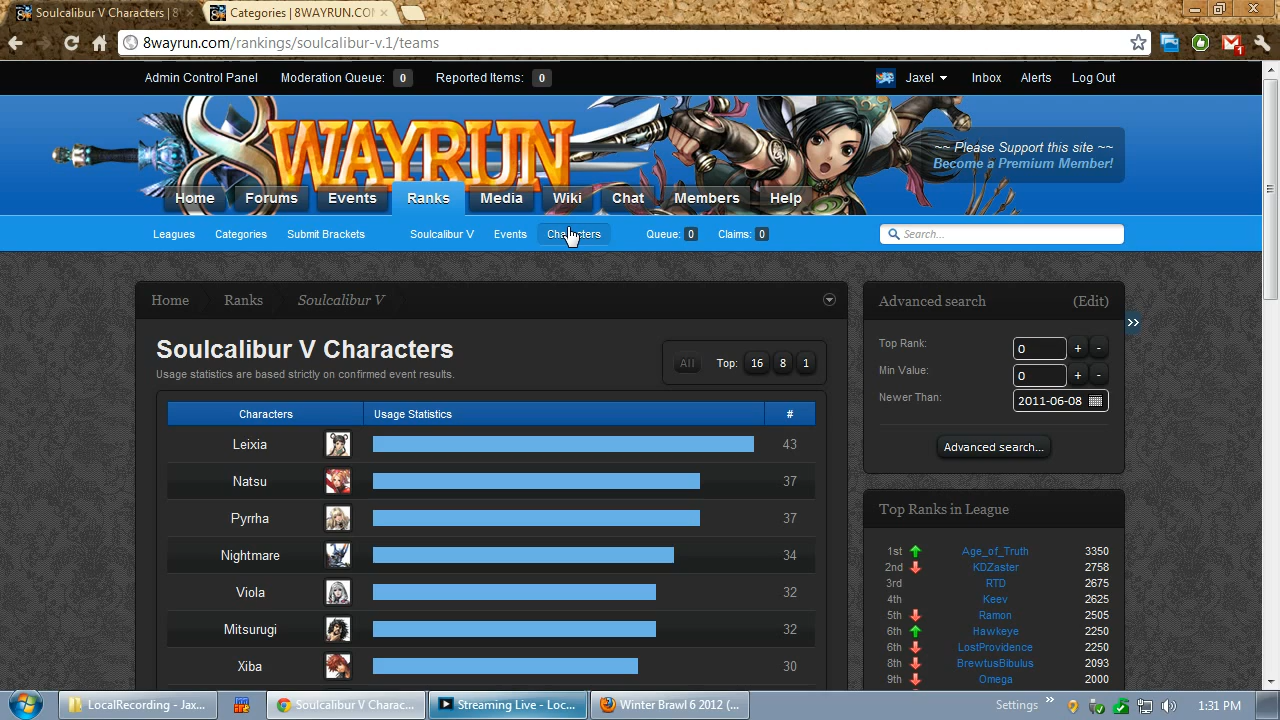 Soulcalibur V Characters | 8
Categories | 8WAYRUN.CON
8wayrun.com/rankings/soulcalibur-v.1/teams
1
Admin Control Panel Moderation Queue: 0 Reported Items: 0 Jaxel Inbox Alerts Log Out
8WAYRUN
~~ Please Support this site ~~
Become a Premium Member!
Home Forums Events Ranks Media Wiki Chat Members Help
Leagues Categories Submit Brackets Soulcalibur V Events Characters Queue: 0 Claims: 0 Search...
Home Ranks Soulcalibur V
Soulcalibur V Characters
Usage statistics are based strictly on confirmed event results.
All Top: 16 8 1
Characters Usage Statistics #
Leixia 43
Natsu 37
Pyrrha 37
Nightmare 34
Viola 32
Mitsurugi 32
Xiba 30
Advanced search (Edit)
Top Rank: 0 + -
Min Value: 0 + -
Newer Than: 2011-06-08
Advanced search...
Top Ranks in League
1st Age_of_Truth 3350
2nd KDZaster 2758
3rd RTD 2675
4th Keev 2625
5th Ramon 2505
6th Hawkeye 2250
6th LostProvidence 2250
8th BrewtusBibulus 2093
9th Omega 2000
LocalRecording - Jax... Soulcalibur V Charac... Streaming Live - Loc... Winter Brawl 6 2012 (... Settings 1:31 PM